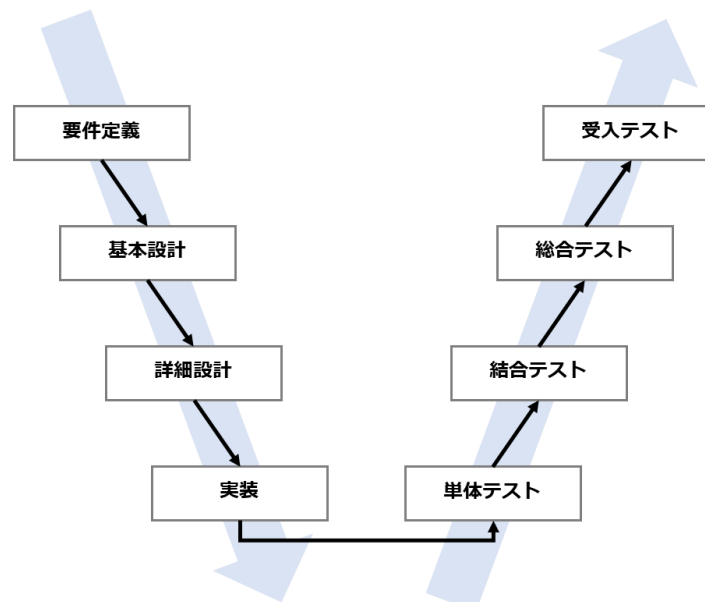 要件定義
受入テスト
基本設計
総合テスト
詳細設計
結合テスト
実装
単体テスト